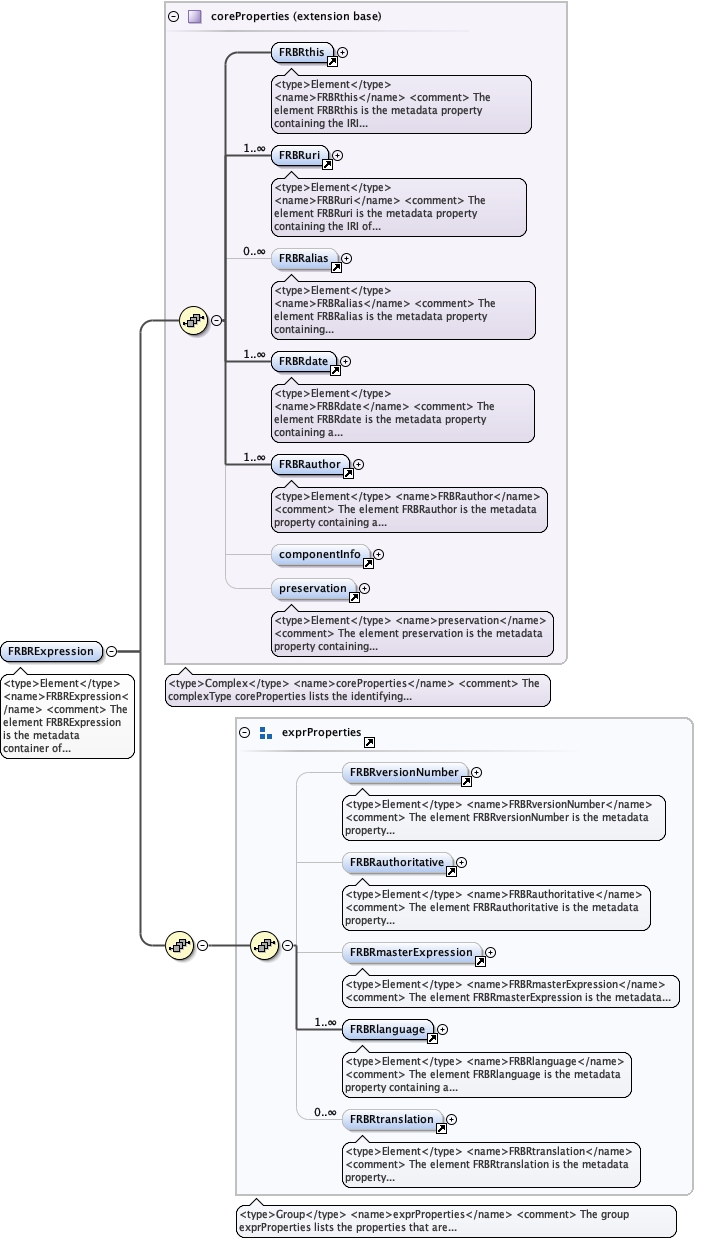 coreProperties (extension base)
FRBRthis
<type>Element</type>
<name>FRBRthis</name> <comment> The
element FRBRthis is the metadata property
containing the IRI...
1..∞
FRBRuri
<type>Element</type>
<name>FRBRuri</name> <comment> The
element FRBRuri is the metadata property
containing the IRI of...
0..∞
FRBRalias
<type>Element</type>
<name>FRBRalias</name> <comment> The
element FRBRalias is the metadata property
containing...
1..∞
FRBRdate
<type>Element</type>
<name>FRBRdate</name> <comment> The
element FRBRdate is the metadata property
containing a...
1..∞
FRBRauthor
<type>Element</type> <name>FRBRauthor</name>
<comment> The element FRBRauthor is the metadata
property containing a...
componentInfo
preservation
<type>Element</type> <name>preservation</name>
<comment> The element preservation is the metadata
property containing...
FRBRExpression
<type>Element</type>
<name>FRBRExpression<
/name> <comment> The
element FRBRExpression
is the metadata
container of...
<type>Complex</type> <name>coreProperties</name> <comment> The
complexType coreProperties lists the identifying...
exprProperties
FRBRversionNumber
<type>Element</type> <name>FRBRversionNumber</name>
<comment> The element FRBRversionNumber is the metadata
property...
FRBRauthoritative
<type>Element</type> <name>FRBRauthoritative</name>
<comment> The element FRBRauthoritative is the metadata
property...
FRBRmasterExpression
<type>Element</type> <name>FRBRmasterExpression</name>
<comment> The element FRBRmasterExpression is the metadata...
1..∞
FRBRlanguage
<type>Element</type> <name>FRBRlanguage</name>
<comment> The element FRBRlanguage is the metadata
property containing a...
0..∞
FRBRtranslation
<type>Element</type> <name>FRBRtranslation</name>
<comment> The element FRBRtranslation is the metadata
property...
<type>Group</type> <name>exprProperties</name> <comment> The group
exprProperties lists the properties that are...